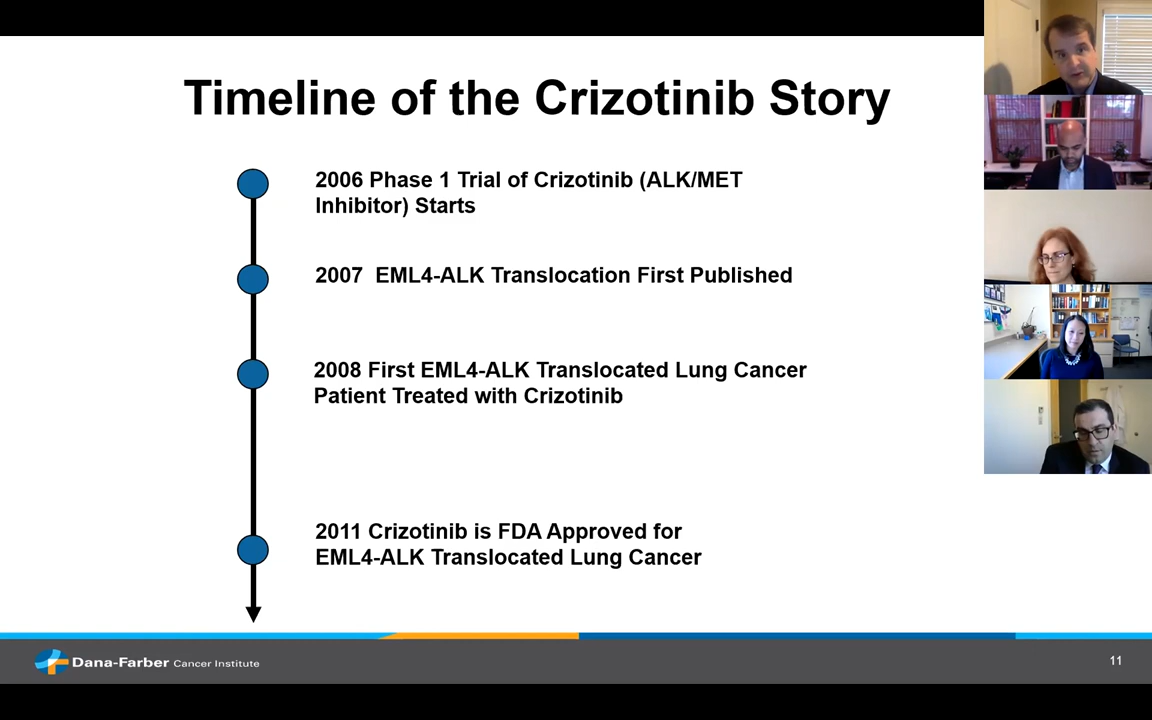 Timeline of the Crizotinib Story
2006 Phase 1 Trial of Crizotinib (ALK/MET
Inhibitor) Starts
2007 EML4-ALK Translocation First Published
2008 First EML4-ALK Translocated Lung Cancer
Patient Treated with Crizotinib
2011 Crizotinib is FDA Approved for
EML4-ALK Translocated Lung Cancer
Dana-Farber Cancer Institute
11